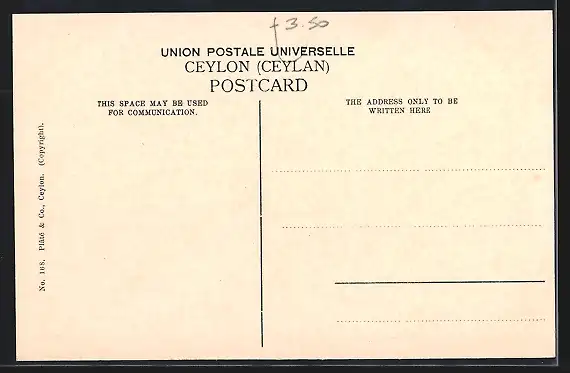 £3.50
UNION POSTALE UNIVERSELLE
CEYLON (CEYLAN)
POSTCARD
THIS SPACE MAY BE USED
FOR COMMUNICATION.
THE ADDRESS ONLY TO BE
WRITTEN HERE
No. 168. Plâté & Co., Ceylon. (Copyright).